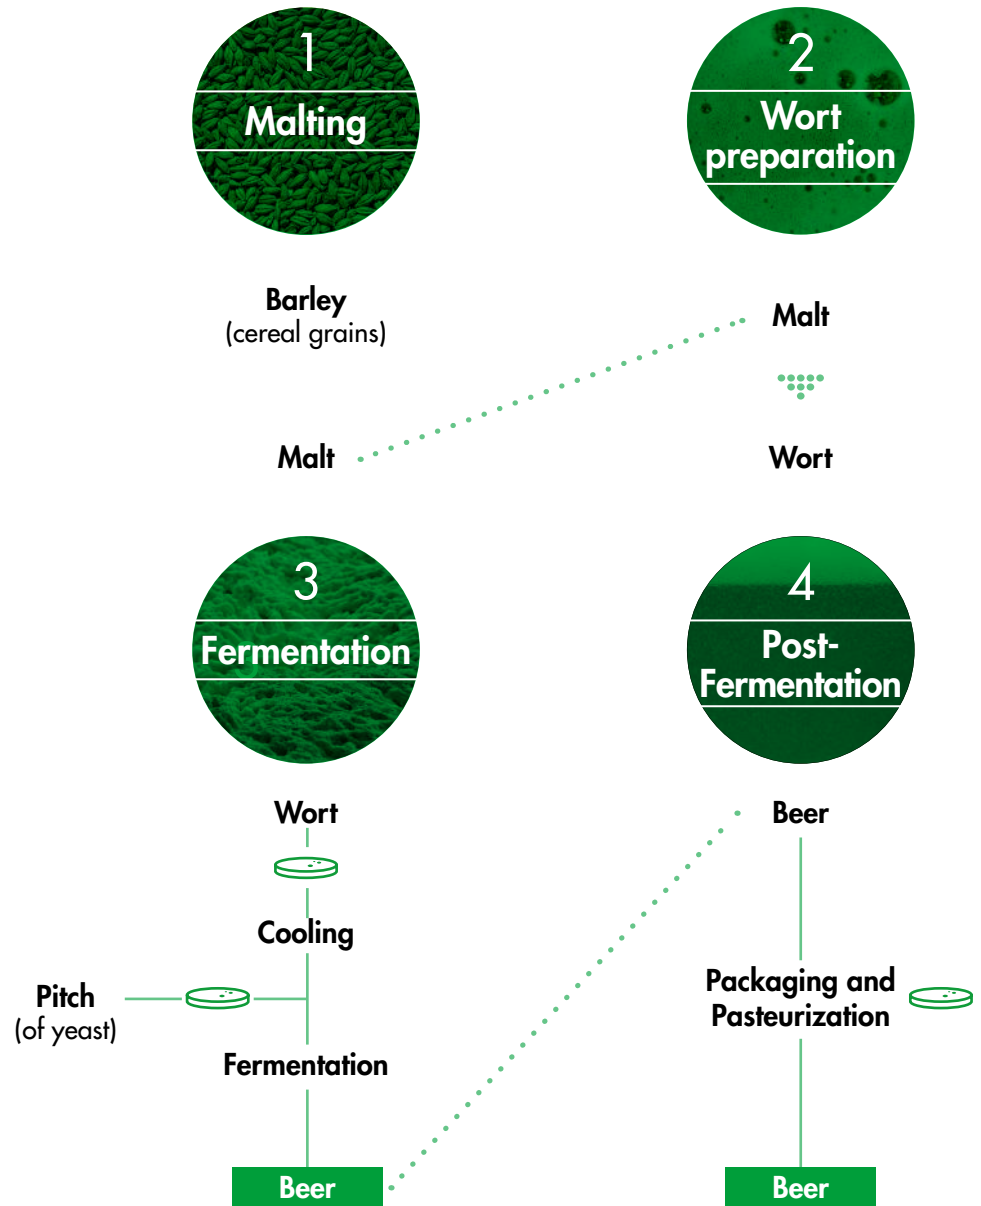 1
Malting
2
Wort
preparation
Barley
(cereal grains)
Malt
Malt
Wort
3
Fermentation
4
Post-
Fermentation
Wort
Cooling
Pitch
(of yeast)
Fermentation
Beer
Beer
Packaging and
Pasteurization
Beer